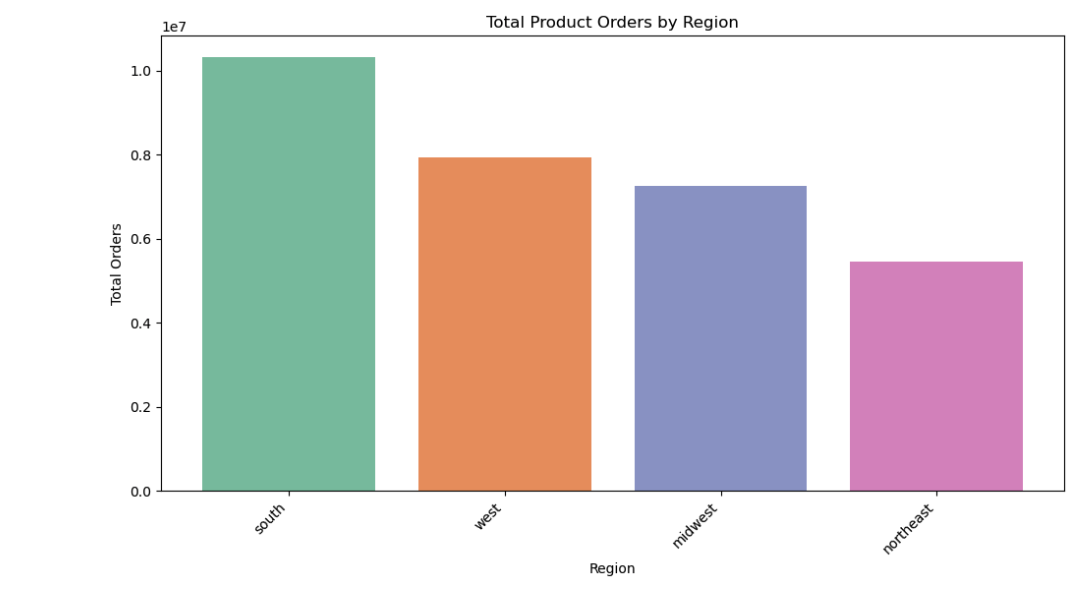 Total Product Orders by Region
1e7
1.0
0.8
0.6
0.4
0.2
0.0
Total Orders
south
west
midwest
northeast
Region